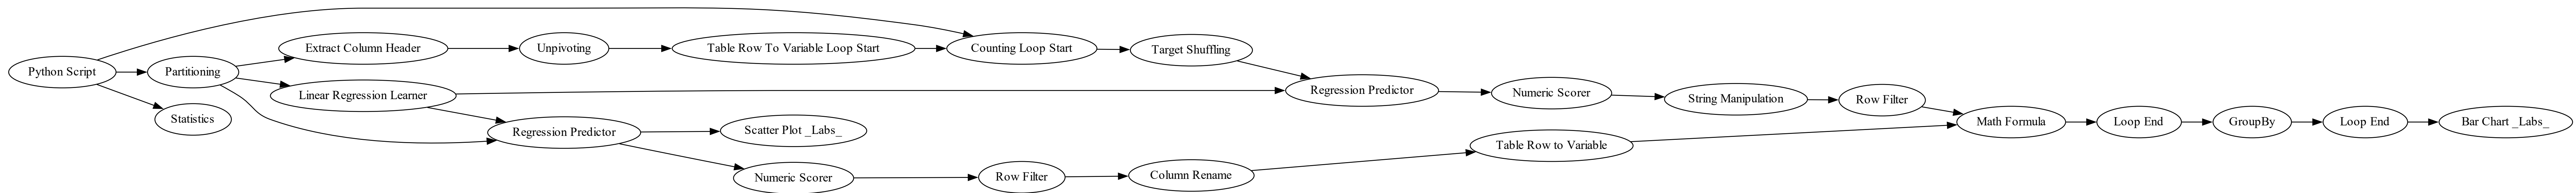 Python Script
Partitioning
Statistics
Extract Column Header
Linear Regression Learner
Unpivoting
Regression Predictor
Table Row To Variable Loop Start
Scatter Plot _Labs_
Numeric Scorer
Counting Loop Start
Row Filter
Target Shuffling
Column Rename
Regression Predictor
Numeric Scorer
Table Row to Variable
String Manipulation
Row Filter
Math Formula
Loop End
GroupBy
Loop End
Bar Chart _Labs_